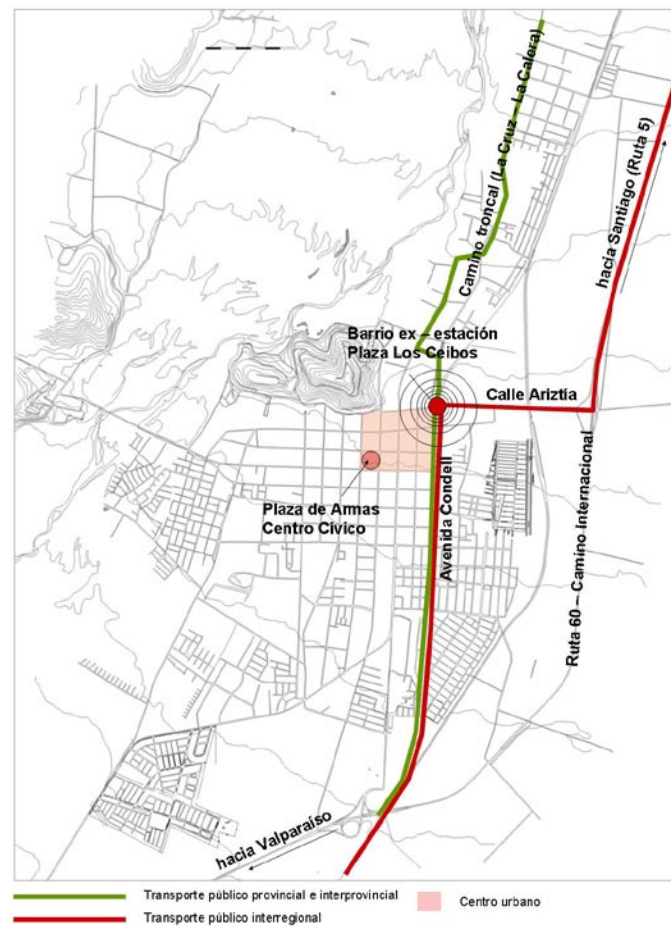 Camino troncal (La Cruz – La Calera)
hacia Santiago (Ruta 5)
Barrio ex – estación
Plaza Los Ceibos
Calle Ariztia
Plaza de Armas
Centro Cívico
Avenida Condell
Ruta 60 – Camino Internacional
hacia Valparaíso
Transporte público provincial e interprovincial
Centro urbano
Transporte público interregional